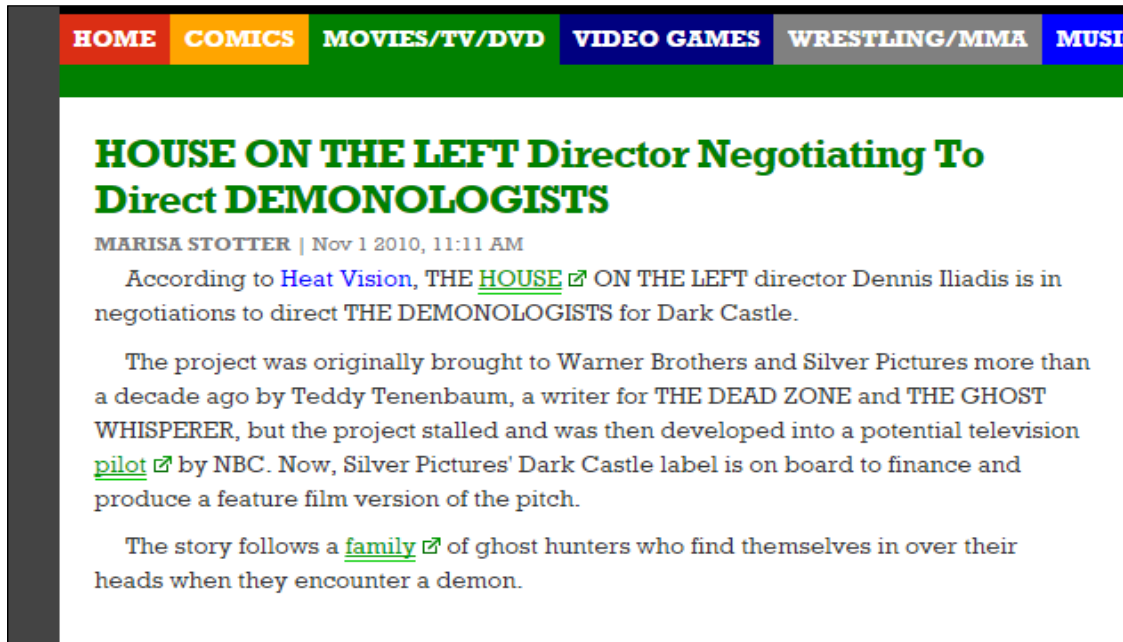 HOME COMICS MOVIES/TV/DVD VIDEO GAMES WRESTLING/MMA MUSI
HOUSE ON THE LEFT Director Negotiating To
Direct DEMONOLOGISTS
MARISA STOTTER | Nov 1 2010, 11:11 AM
According to Heat Vision, THE HOUSE ON THE LEFT director Dennis Iliadis is in
negotiations to direct THE DEMONOLOGISTS for Dark Castle.
The project was originally brought to Warner Brothers and Silver Pictures more than
a decade ago by Teddy Tenenbaum, a writer for THE DEAD ZONE and THE GHOST
WHISPERER, but the project stalled and was then developed into a potential television
pilot by NBC. Now, Silver Pictures' Dark Castle label is on board to finance and
produce a feature film version of the pitch.
The story follows a family of ghost hunters who find themselves in over their
heads when they encounter a demon.